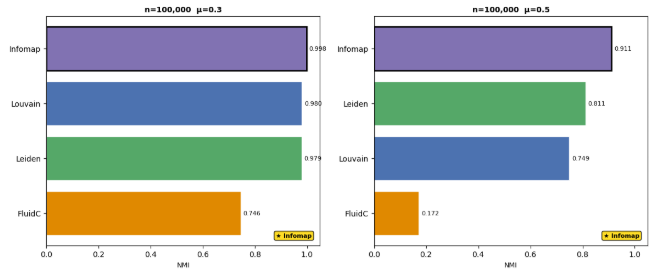 n=100,000 μ=0.3
Infomap
0.998
Louvain
0.980
Leiden
0.979
FluidC
0.746
★ Infomap
0.0 0.2 0.4 0.6 0.8 1.0
NMI
n=100,000 μ=0.5
Infomap
0.911
Leiden
0.811
Louvain
0.749
FluidC
0.172
★ Infomap
0.0 0.2 0.4 0.6 0.8 1.0
NMI